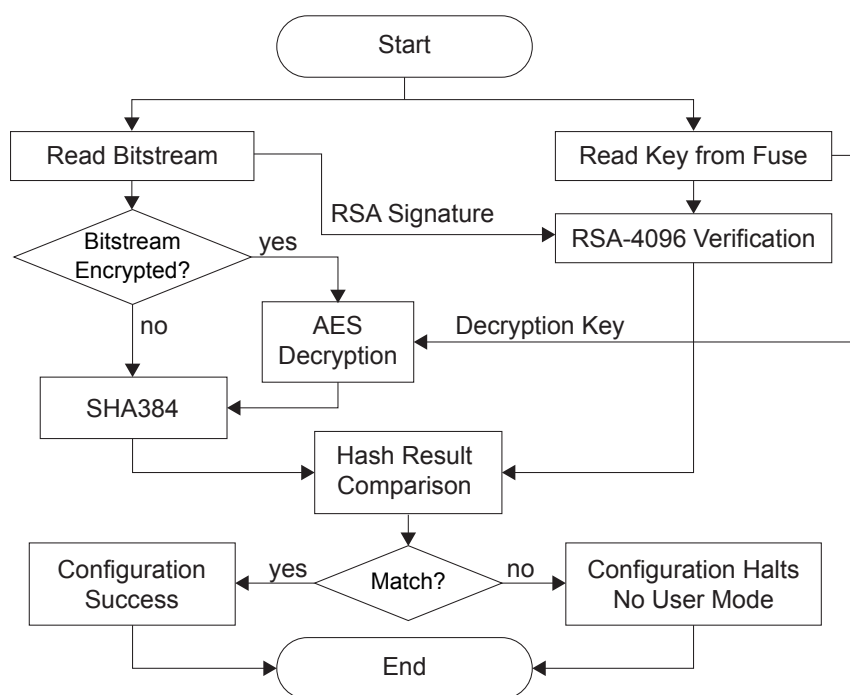 Start
Read Bitstream
Read Key from Fuse
RSA Signature
RSA-4096 Verification
Bitstream
Encrypted?
yes
no
AES
Decryption
Decryption Key
SHA384
Hash Result
Comparison
Configuration
Success
yes
Match?
no
Configuration Halts
No User Mode
End